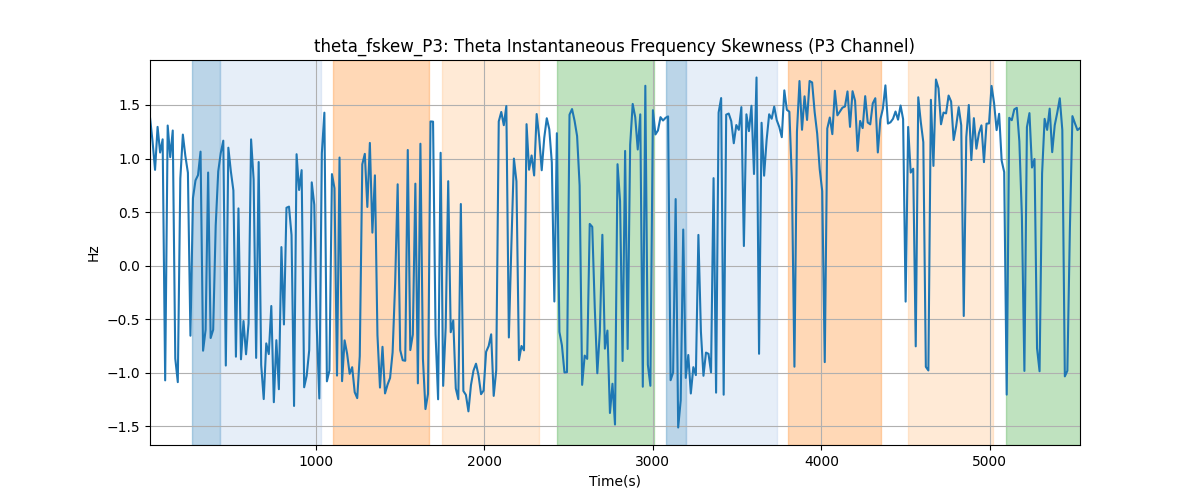 theta_fskew_P3: Theta Instantaneous Frequency Skewness (P3 Channel)
Hz
1.5
1.0
0.5
0.0
−0.5
−1.0
−1.5
1000 2000 3000 4000 5000
Time(s)